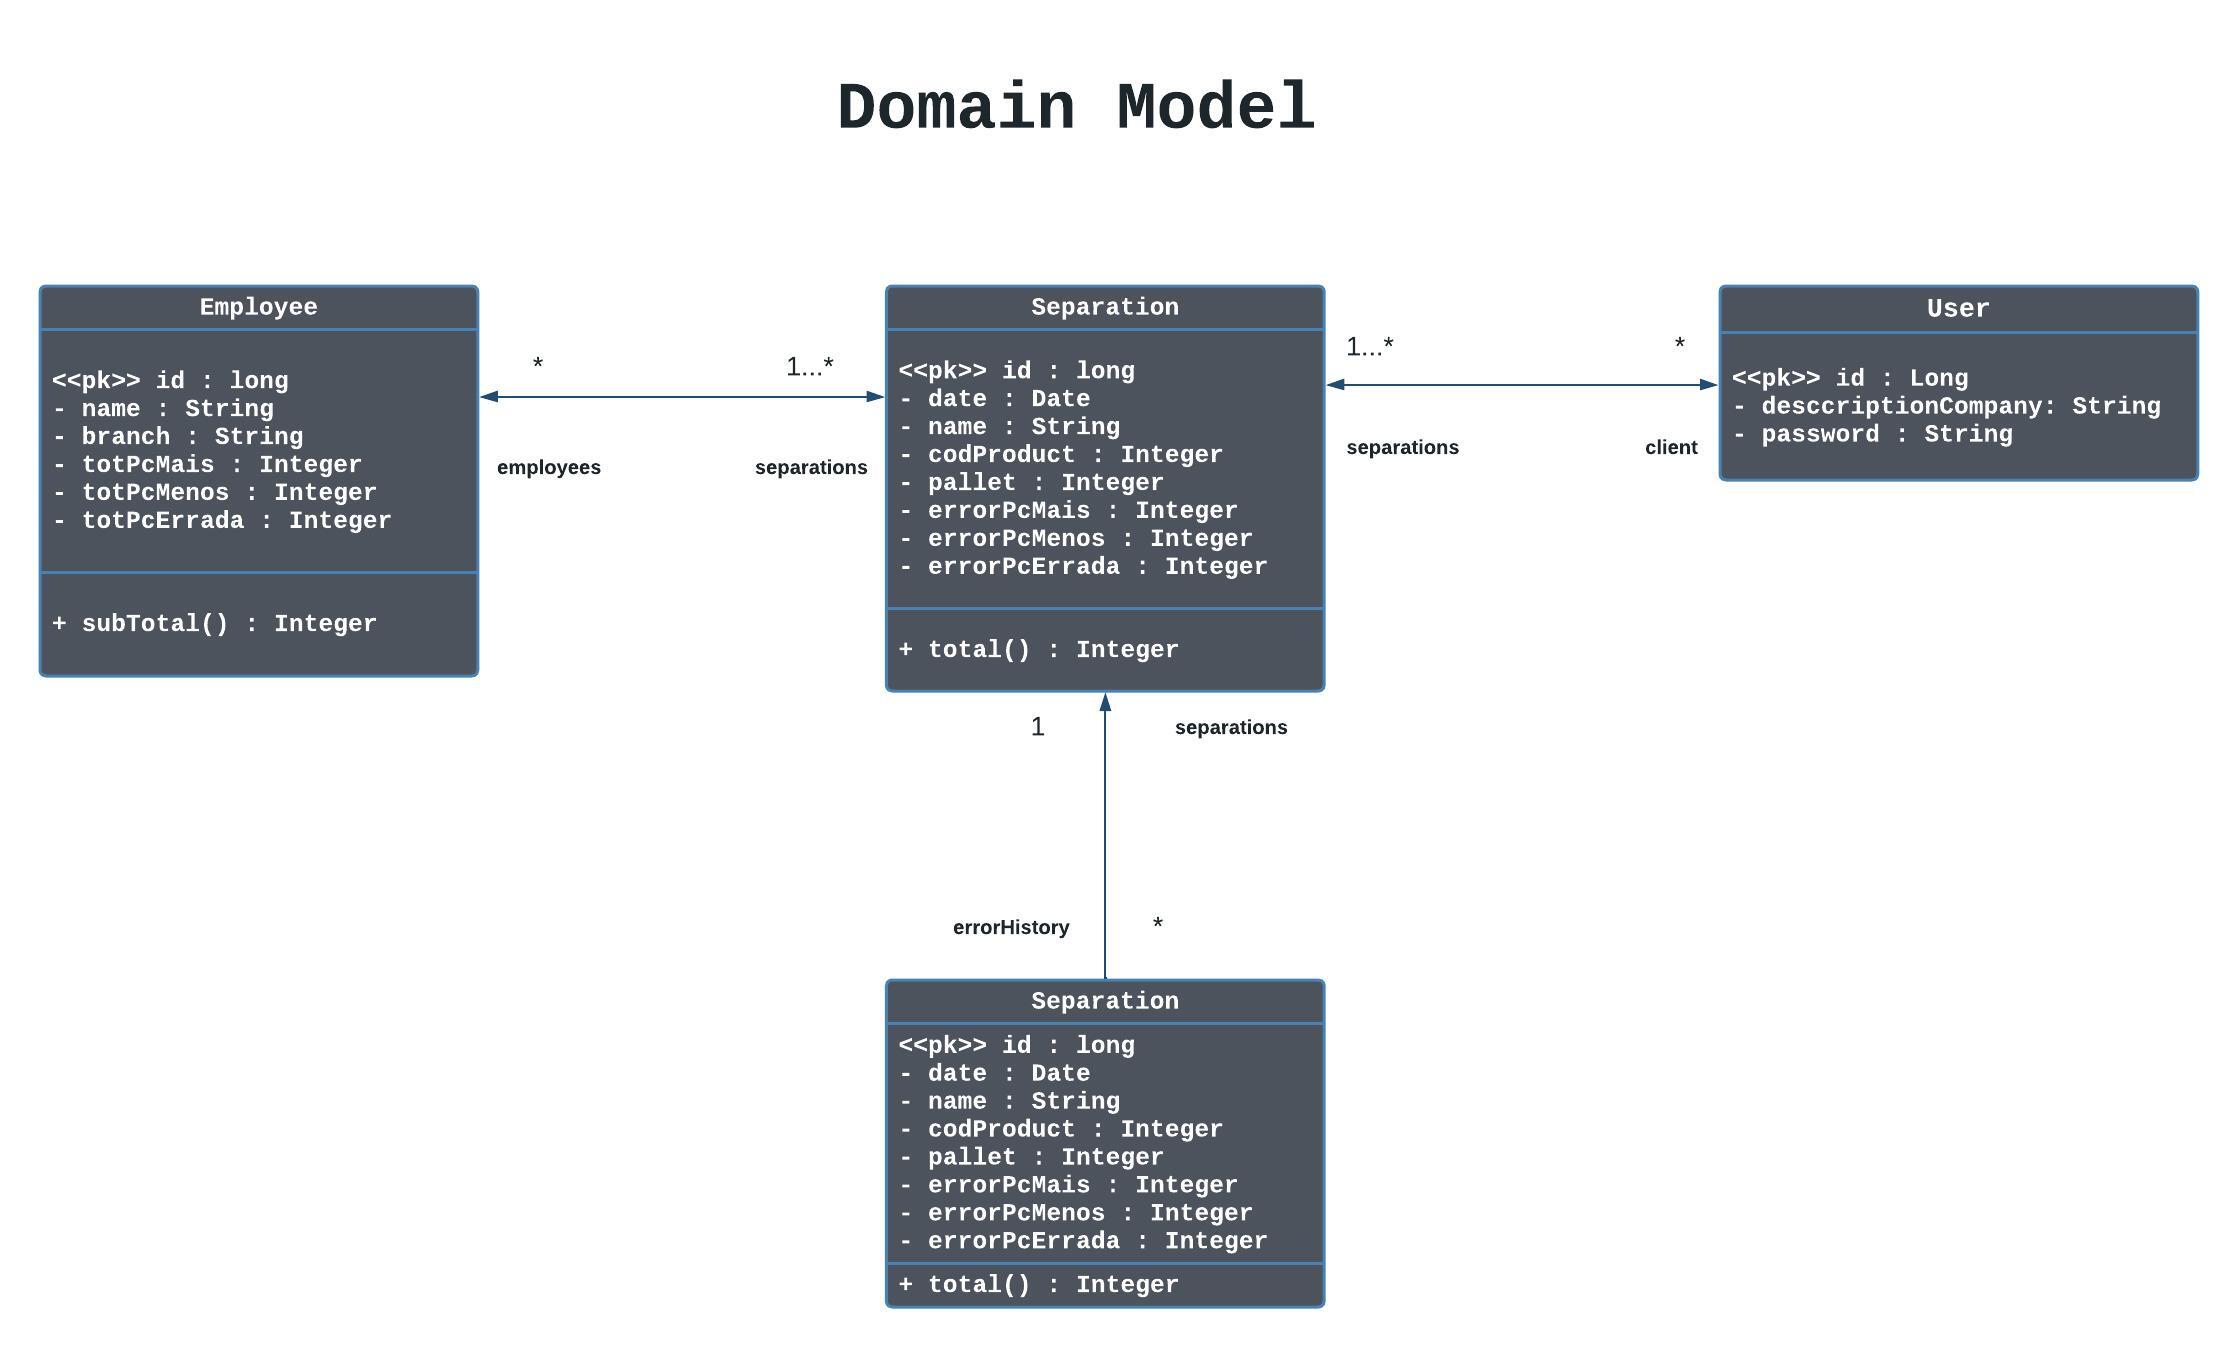 Domain Model
Employee
<<pk>> id : long
- name : String
- branch : String
- totPcMais : Integer
- totPcMenos : Integer
- totPcErrada : Integer
+ subTotal() : Integer
*
1...*
employees
separations
Separation
<<pk>> id : long
- date : Date
- name : String
- codProduct : Integer
- pallet : Integer
- errorPcMais : Integer
- errorPcMenos : Integer
- errorPcErrada : Integer
+ total() : Integer
1...*
*
separations
client
User
<<pk>> id : Long
- desccriptionCompany: String
- password : String
1
separations
errorHistory
*
Separation
<<pk>> id : long
- date : Date
- name : String
- codProduct : Integer
- pallet : Integer
- errorPcMais : Integer
- errorPcMenos : Integer
- errorPcErrada : Integer
+ total() : Integer